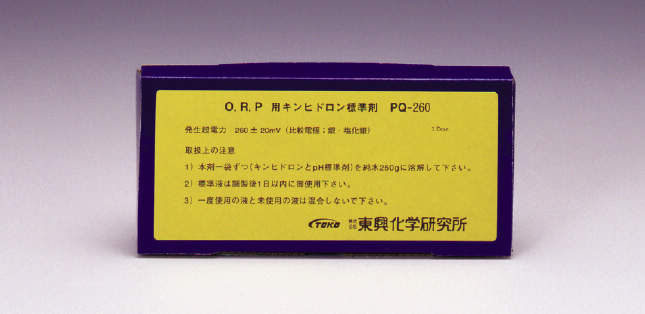 O.R.P 用キンヒドロン標準剤 PQ-260
発生起電力 260±20mV(比較電極;銀・塩化銀)
取扱上の注意
1) 本剤一袋ずつ(キンヒドロンとpH標準剤)を純水250gに溶解して下さい。
2) 標準液は調製後1日以内に御使用下さい。
3) 一度使用の液と未使用の液は混合しないで下さい。
TOKO 株式会社 東興化学研究所